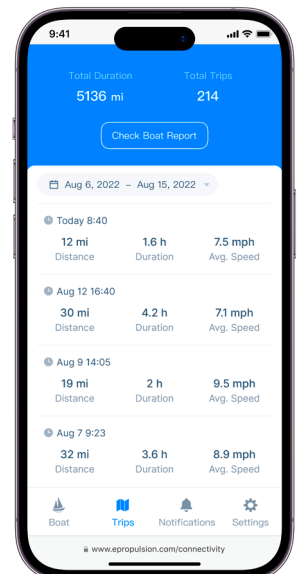 9:41
Total Duration Total Trips
5136 mi 214
Check Boat Report
Aug 6, 2022 – Aug 15, 2022
Today 8:40
12 mi 1.6 h 7.5 mph
Distance Duration Avg. Speed
Aug 12 16:40
30 mi 4.2 h 7.1 mph
Distance Duration Avg. Speed
Aug 9 14:05
19 mi 2 h 9.5 mph
Distance Duration Avg. Speed
Aug 7 9:23
32 mi 3.6 h 8.9 mph
Distance Duration Avg. Speed
Boat Trips Notifications Settings
www.epropulsion.com/connectivity